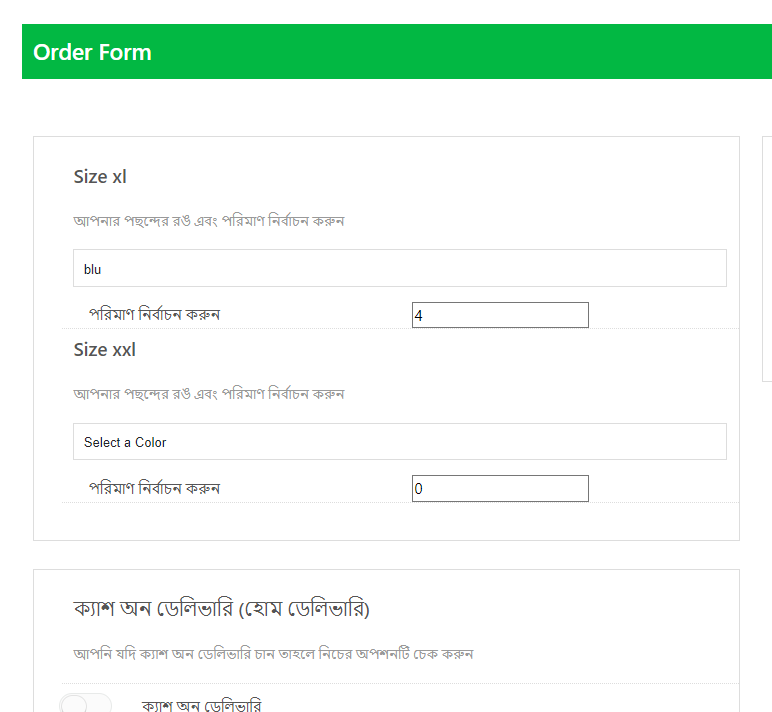 Order Form
Size xl
আপনার পছন্দের রঙ এবং পরিমাণ নির্বাচন করুন
blu
পরিমাণ নির্বাচন করুন
4
Size xxl
আপনার পছন্দের রঙ এবং পরিমাণ নির্বাচন করুন
Select a Color
পরিমাণ নির্বাচন করুন
0
ক্যাশ অন ডেলিভারি (হোম ডেলিভারি)
আপনি যদি ক্যাশ অন ডেলিভারি চান তাহলে নিচের অপশনটি চেক করুন
ক্যাশ অন ডেলিভারি